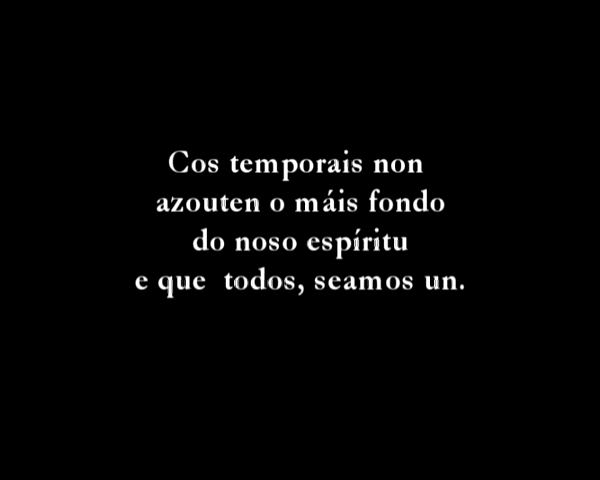 Cos temporais non
azouten o máis fondo
do noso espíritu
e que  todos, seamos un.